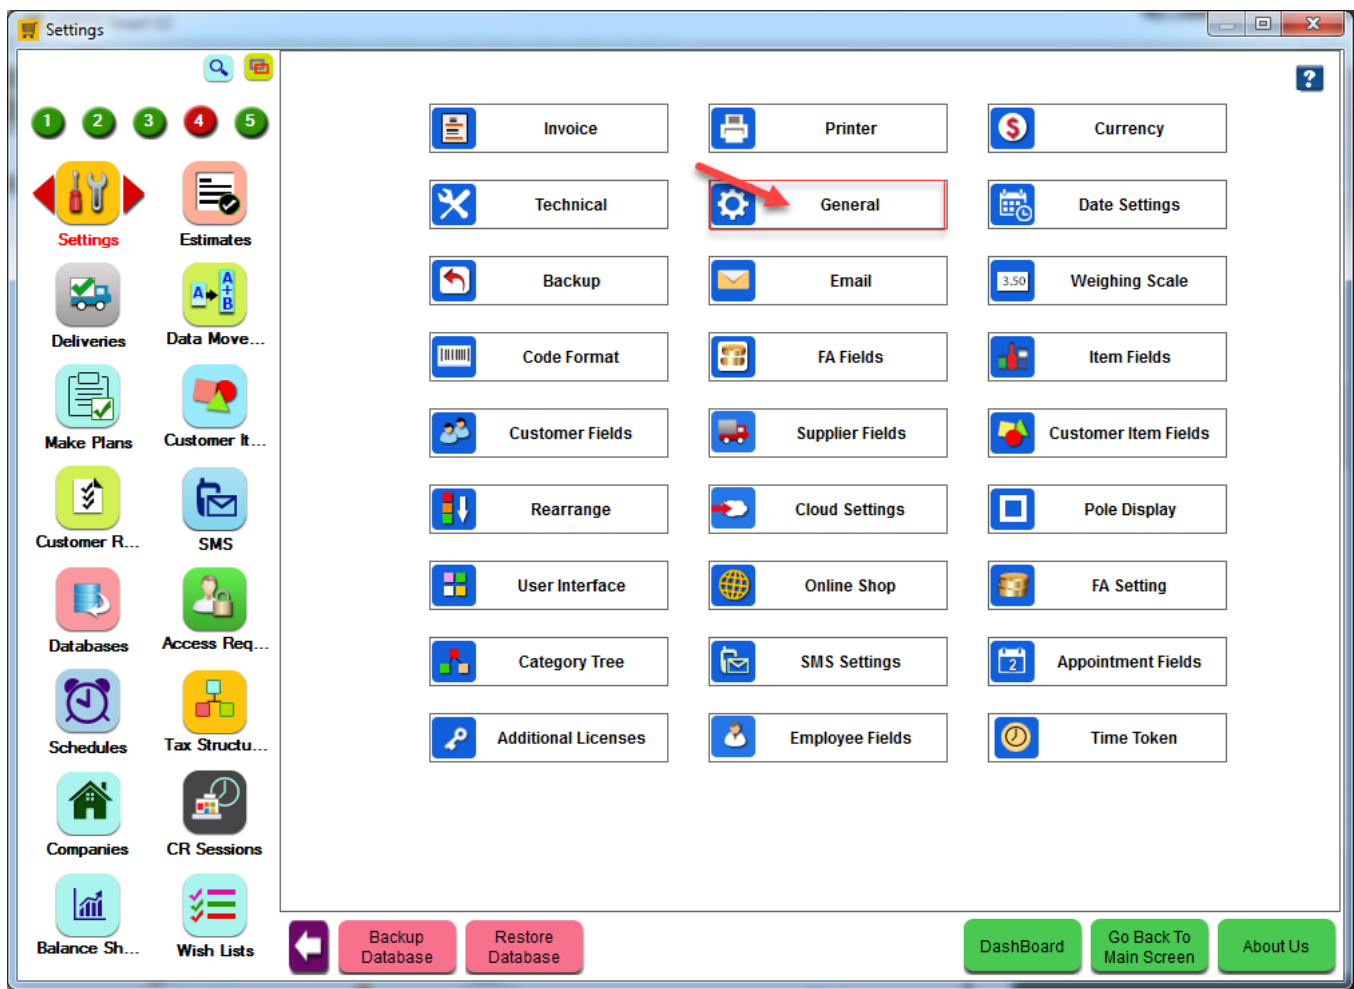 Settings
1 2 3 4 5
Settings
Estimates
Deliveries
Data Move...
Make Plans
Customer It...
Customer R...
SMS
Databases
Access Req...
Schedules
Tax Structu...
Companies
CR Sessions
Balance Sh...
Wish Lists
?
Invoice
Printer
$
Currency
Technical
General
Date Settings
Backup
Email
3.50
Weighing Scale
Code Format
FA Fields
Item Fields
Customer Fields
Supplier Fields
Customer Item Fields
Rearrange
Cloud Settings
Pole Display
User Interface
Online Shop
FA Setting
Category Tree
SMS Settings
2
Appointment Fields
Additional Licenses
Employee Fields
Time Token
A
A
+
B
Backup
Database
Restore
Database
DashBoard
Go Back To
Main Screen
About Us